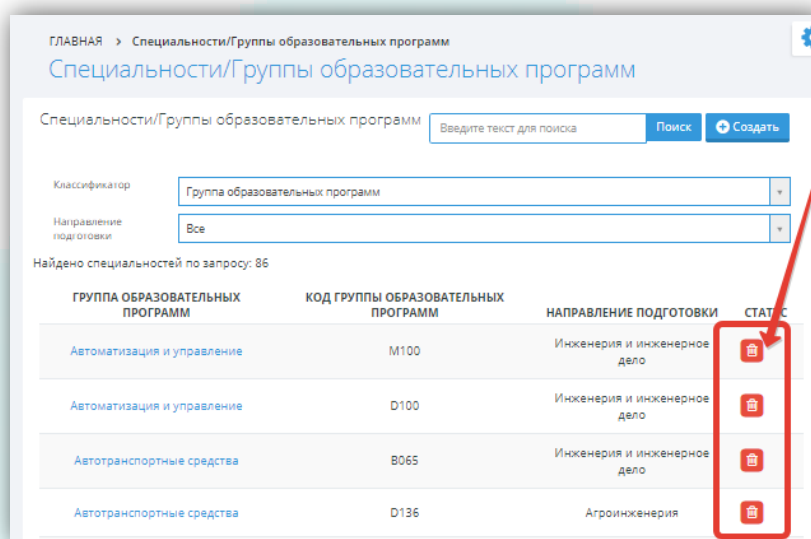 ГЛАВНАЯ > Специальности/Группы образовательных программ
Специальности/Группы образовательных программ
Специальности/Группы образовательных программ Введите текст для поиска Поиск Создать
Классификатор Группа образовательных программ
Направление подготовки Все
Найдено специальностей по запросу: 86
ГРУППА ОБРАЗОВАТЕЛЬНЫХ ПРОГРАММ КОД ГРУППЫ ОБРАЗОВАТЕЛЬНЫХ ПРОГРАММ НАПРАВЛЕНИЕ ПОДГОТОВКИ СТАТУС
Автоматизация и управление M100 Инженерия и инженерное дело
Автоматизация и управление D100 Инженерия и инженерное дело
Автотранспортные средства B065 Инженерия и инженерное дело
Автотранспортные средства D136 Агроинженерия